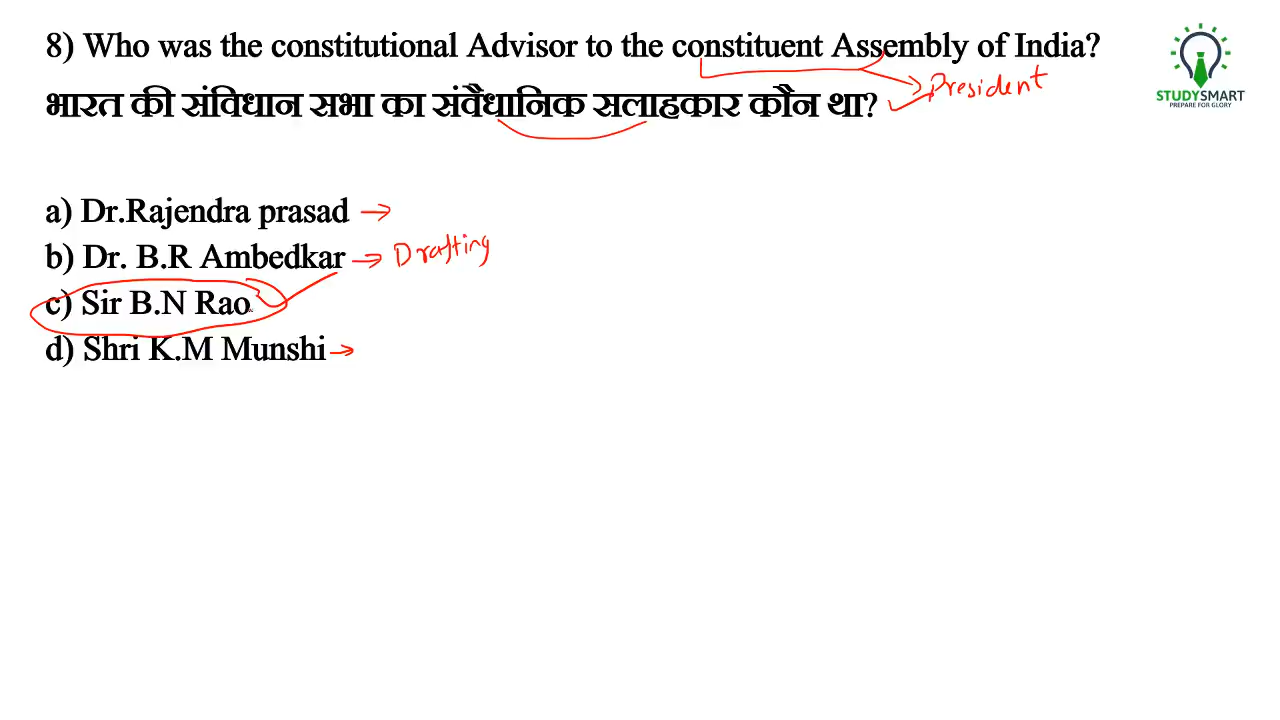 8) Who was the constitutional Advisor to the constituent Assembly of India?
President
भारत की संविधान सभा का संवैधानिक सलाहकार कौन था?
STUDYSMART
PREPARE FOR GLORY
a) Dr.Rajendra prasad
b) Dr. B.R Ambedkar
Drafting
c) Sir B.N Rao
d) Shri K.M Munshi